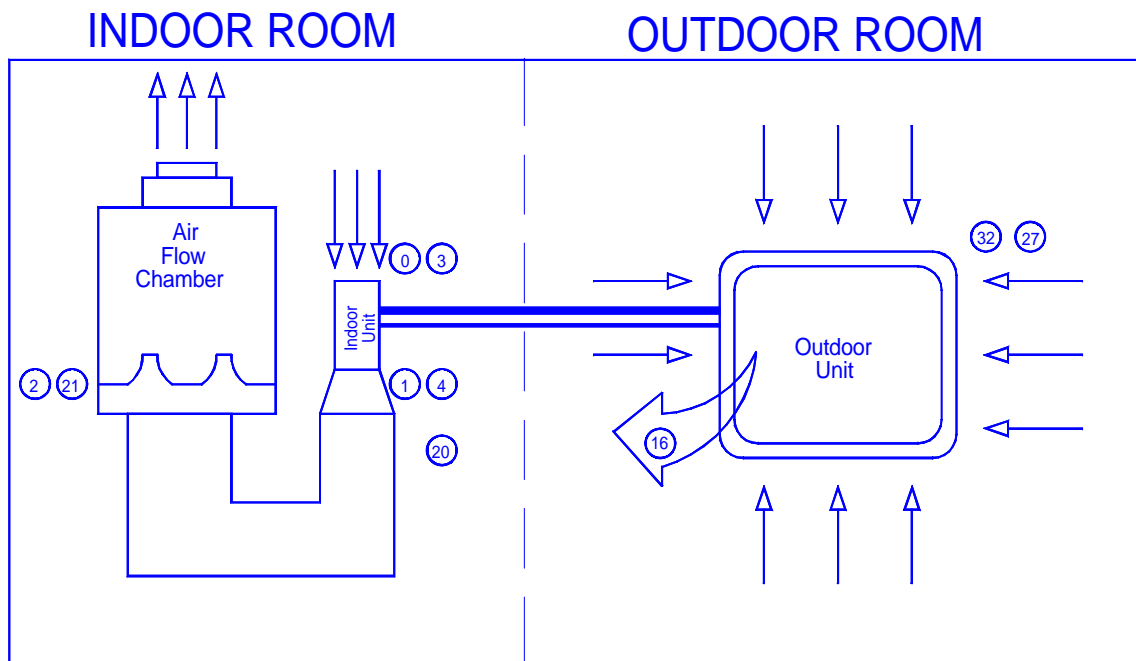 INDOOR ROOM
OUTDOOR ROOM
Air
Flow
Chamber
0 3
32 27
Indoor
Unit
Outdoor
Unit
2 21
1 4
20
16